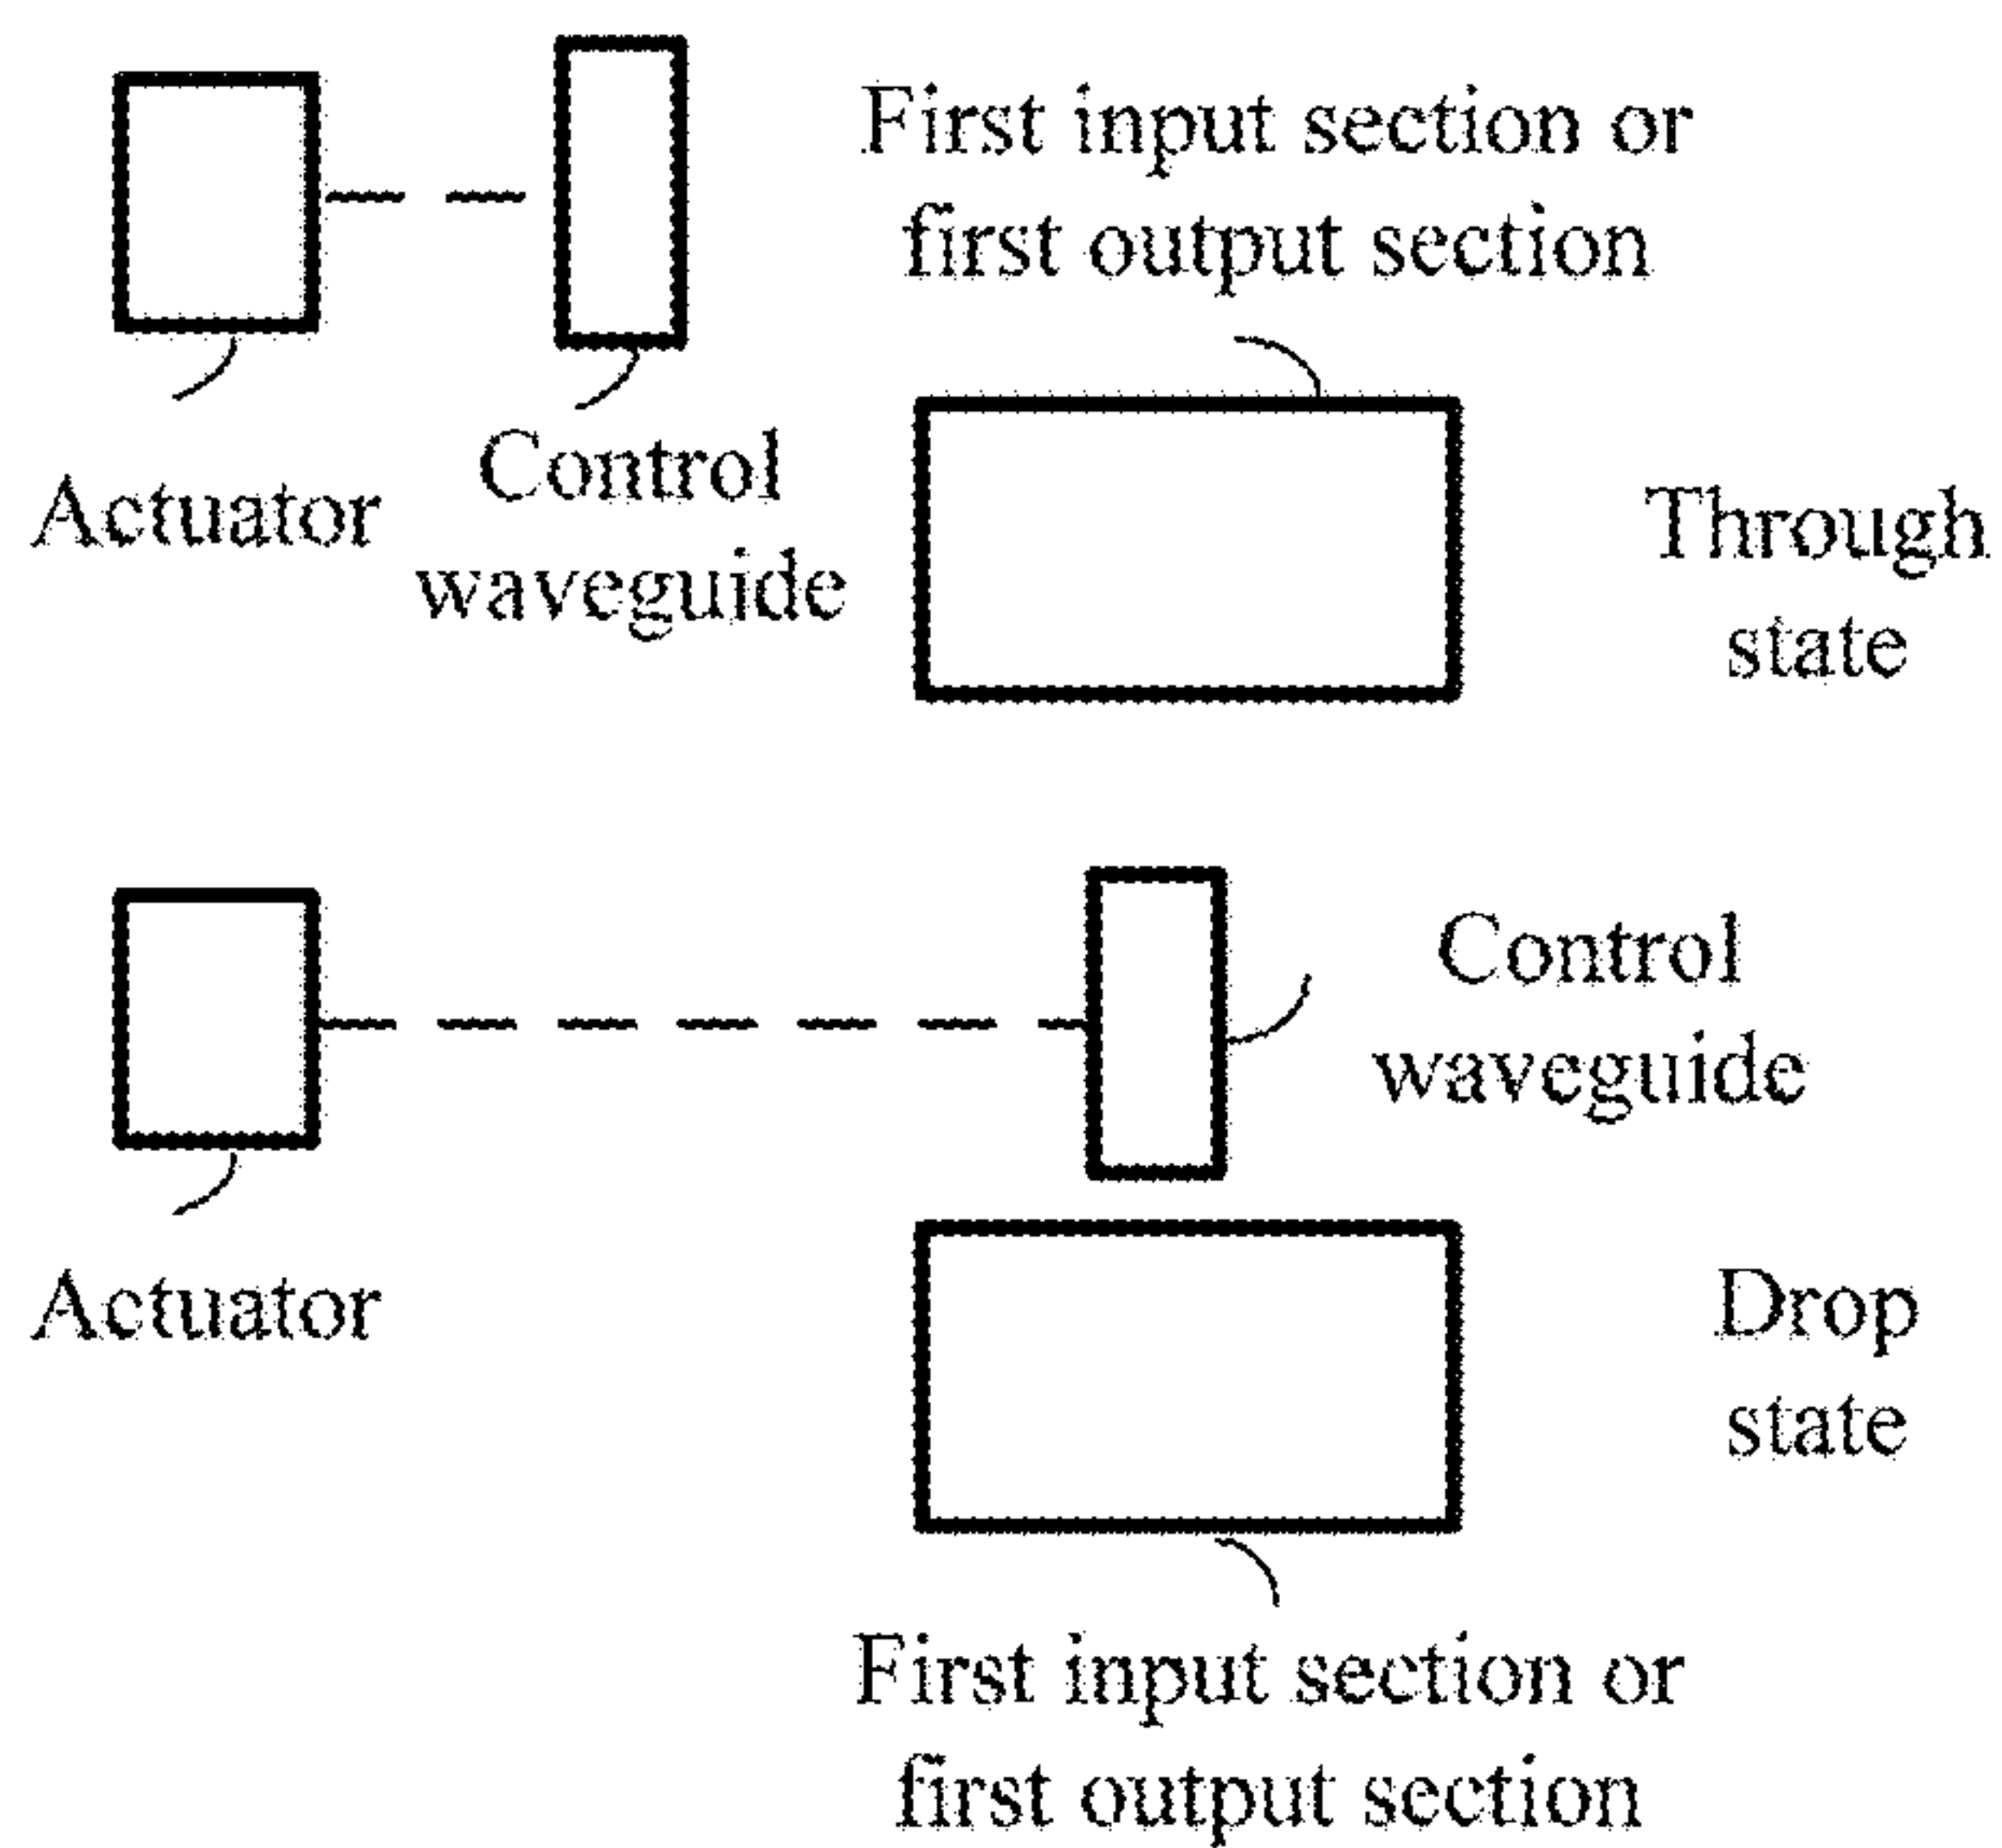 First input section or
first output section
Actuator
Control
waveguide
Through
state
Control
waveguide
Actuator
Drop
state
First input section or
first output section